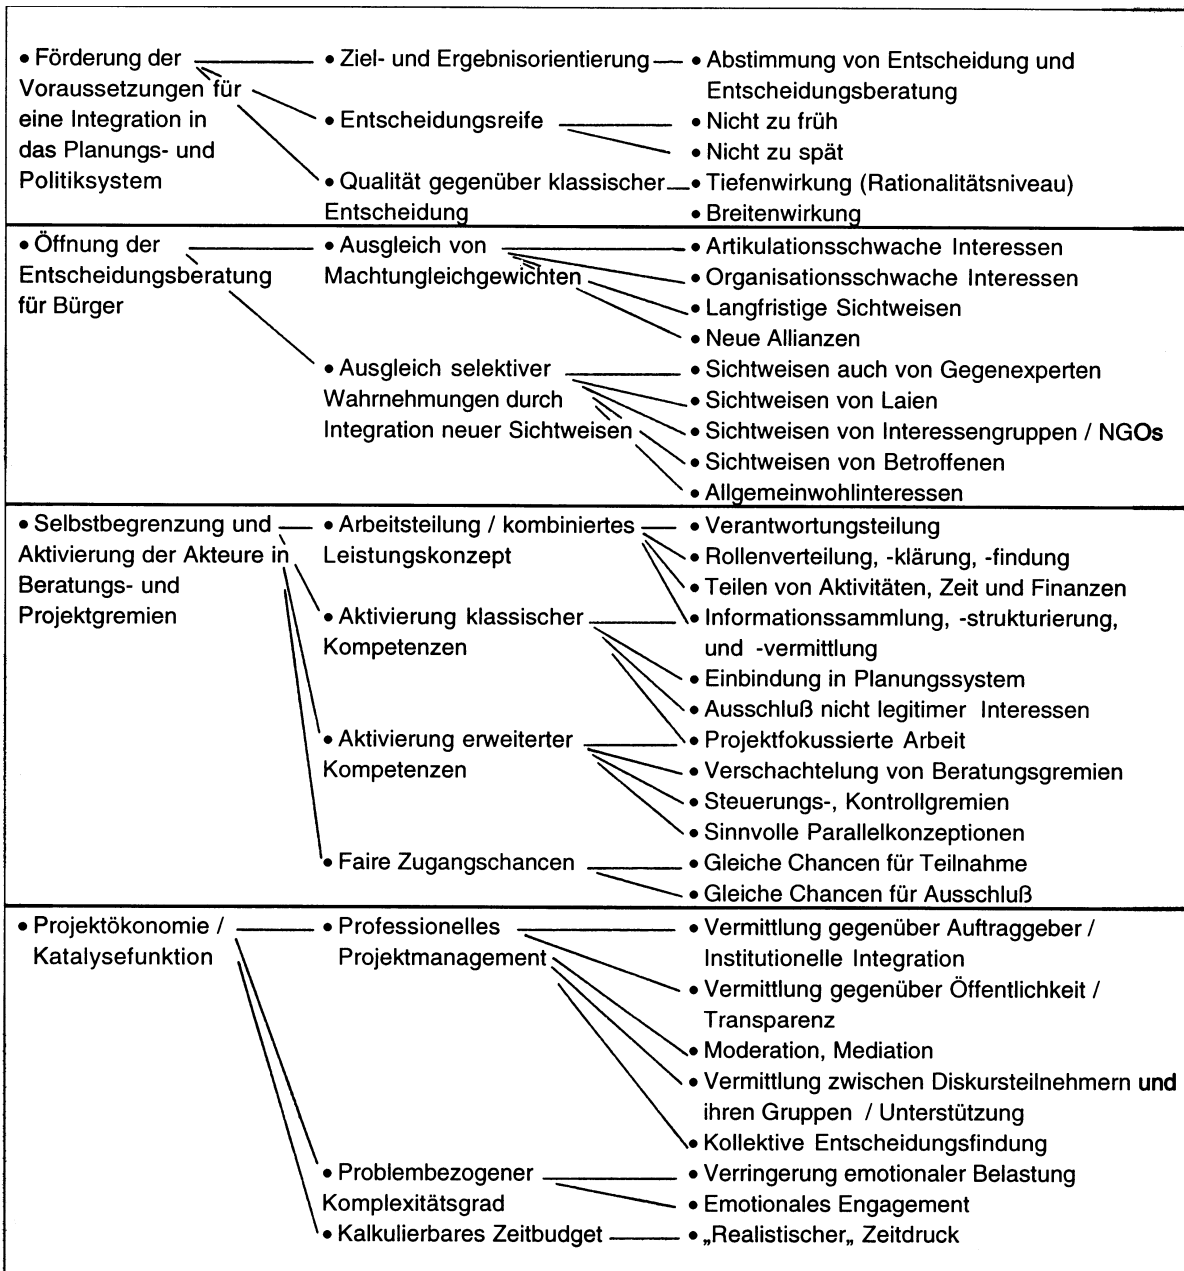 • Förderung der
Voraussetzungen für
eine Integration in
das Planungs- und
Politiksystem
• Ziel- und Ergebnisorientierung
• Abstimmung von Entscheidung und
Entscheidungsberatung
• Entscheidungsreife
• Nicht zu früh
• Nicht zu spät
• Qualität gegenüber klassischer
Entscheidung
• Tiefenwirkung (Rationalitätsniveau)
• Breitenwirkung
• Öffnung der
Entscheidungsberatung
für Bürger
• Ausgleich von
Machtungleichgewichten
• Artikulationsschwache Interessen
• Organisationsschwache Interessen
• Langfristige Sichtweisen
• Neue Allianzen
• Ausgleich selektiver
Wahrnehmungen durch
Integration neuer Sichtweisen
• Sichtweisen auch von Gegenexperten
• Sichtweisen von Laien
• Sichtweisen von Interessengruppen / NGOs
• Sichtweisen von Betroffenen
• Allgemeinwohlinteressen
• Selbstbegrenzung und
Aktivierung der Akteure in
Beratungs- und
Projektgremien
• Arbeitsteilung / kombiniertes
Leistungskonzept
• Verantwortungsteilung
• Rollenverteilung, -klärung, -findung
• Teilen von Aktivitäten, Zeit und Finanzen
• Aktivierung klassischer
Kompetenzen
• Informationssammlung, -strukturierung,
und -vermittlung
• Einbindung in Planungssystem
• Ausschluß nicht legitimer Interessen
• Aktivierung erweiterter
Kompetenzen
• Projektfokussierte Arbeit
• Verschachtelung von Beratungsgremien
• Steuerungs-, Kontrollgremien
• Sinnvolle Parallelkonzeptionen
• Faire Zugangschancen
• Gleiche Chancen für Teilnahme
• Gleiche Chancen für Ausschluß
• Projektökonomie /
Katalysefunktion
• Professionelles
Projektmanagement
• Vermittlung gegenüber Auftraggeber /
Institutionelle Integration
• Vermittlung gegenüber Öffentlichkeit /
Transparenz
• Moderation, Mediation
• Vermittlung zwischen Diskursteilnehmern und
ihren Gruppen / Unterstützung
• Kollektive Entscheidungsfindung
• Problembezogener
Komplexitätsgrad
• Verringerung emotionaler Belastung
• Emotionales Engagement
• Kalkulierbares Zeitbudget
• „Realistischer„ Zeitdruck